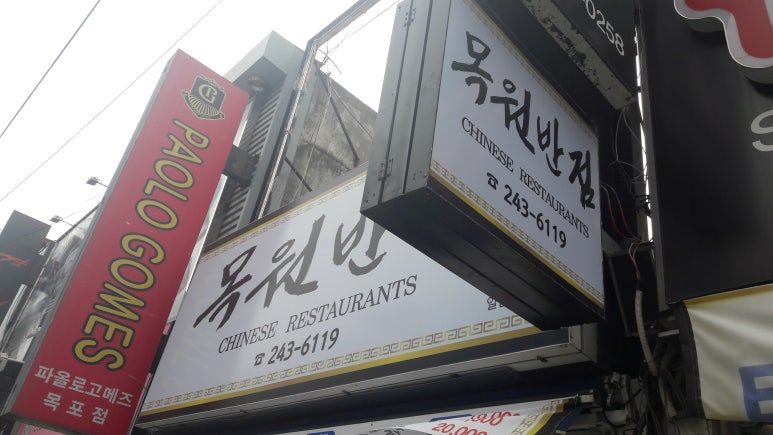 PAOLO GOMES
파올로고메즈
목포점
목원반
CHINESE RESTAURANTS
☎ 243-6119
목원반점
CHINESE RESTAURANTS
☎ 243-6119
0258
20,000